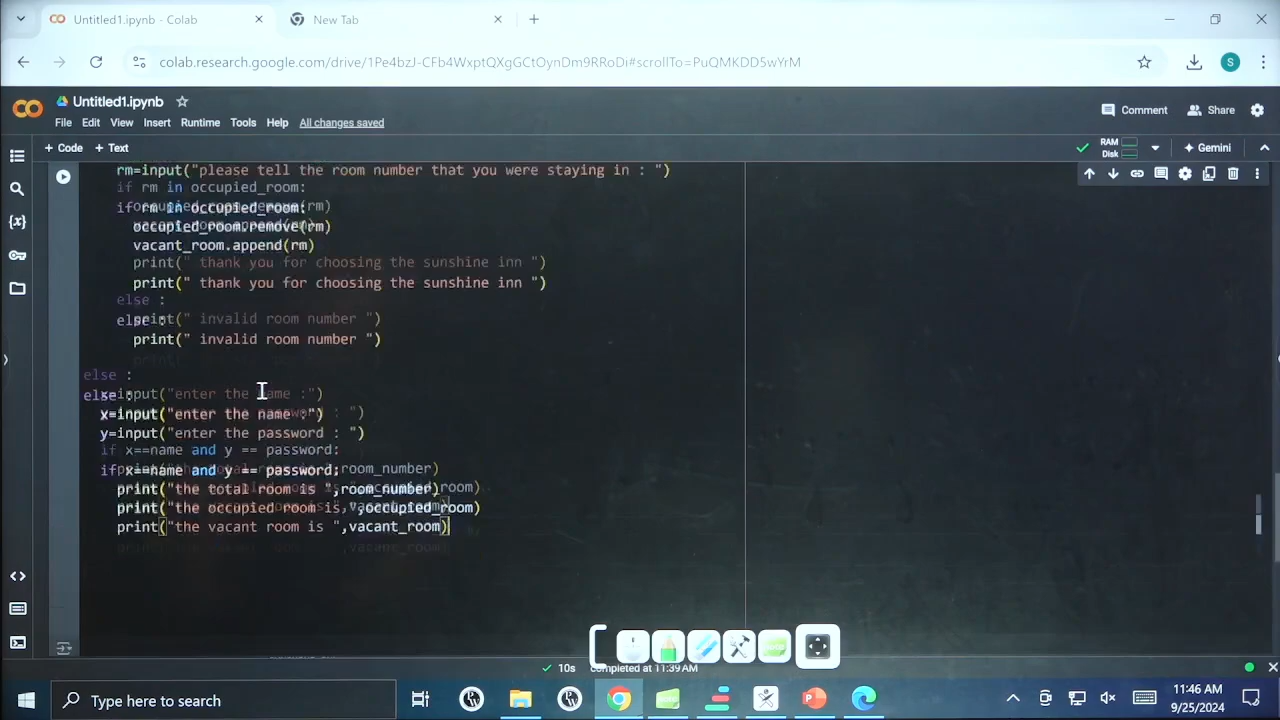 Untitled1.ipynb - Colab
New Tab
colab.research.google.com/drive/1Pe4bzJ-CFb4WxptQXgGCtOynDm9RRoDi#scrollTo=PuQMKDD5wYrM
S
Untitled1.ipynb
Comment
Share
File Edit View Insert Runtime Tools Help All changes saved
+ Code + Text
RAM
Disk
Gemini
rm=input("please tell the room number that you were staying in : ")
if rm in occupied_room:
occupied_room.remove(rm)
vacant_room.append(rm)
print(" thank you for choosing the sunshine inn ")
else :
print(" invalid room number ")
else :
x=input("enter the name :")
y=input("enter the password : ")
if x==name and y == password:
print("the total room is ",room_number)
print("the occupied room is ",occupied_room)
print("the vacant room is ",vacant_room)
10s completed at 11:39 AM
Type here to search
11:46 AM
9/25/2024